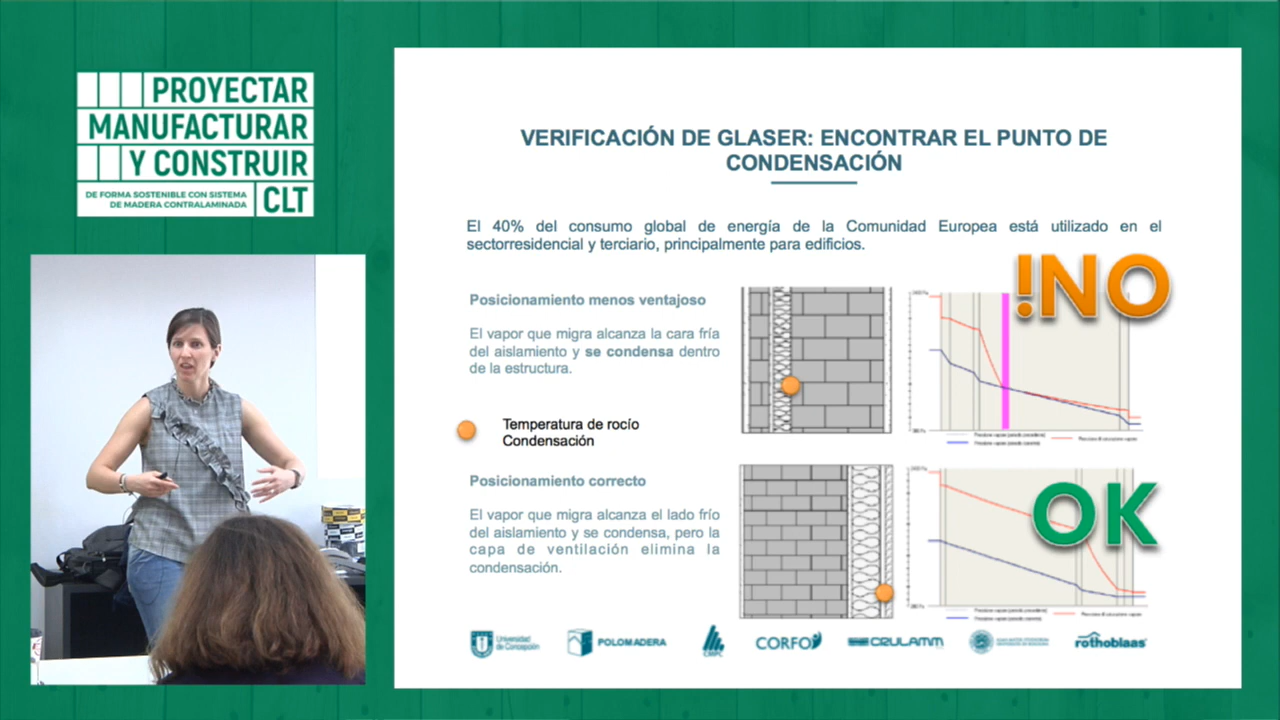 PROYECTAR
MANUFACTURAR
Y CONSTRUIR
DE FORMA SOSTENIBLE CON SISTEMA
DE MADERA CONTRALAMINADA
CLT
VERIFICACIÓN DE GLASER: ENCONTRAR EL PUNTO DE
CONDENSACIÓN
El 40% del consumo global de energía de la Comunidad Europea está utilizado en el
sectorresidencial y terciario, principalmente para edificios.
!NO
Posicionamiento menos ventajoso
El vapor que migra alcanza la cara fría
del aislamiento y se condensa dentro
de la estructura.
Temperatura de rocío
Condensación
Posicionamiento correcto
El vapor que migra alcanza el lado frío
del aislamiento y se condensa, pero la
capa de ventilación elimina la
condensación.
OK
Universidad
de Concepción
POLOMADERA
CMPC
CORFO
CRULAMM
rothoblaas